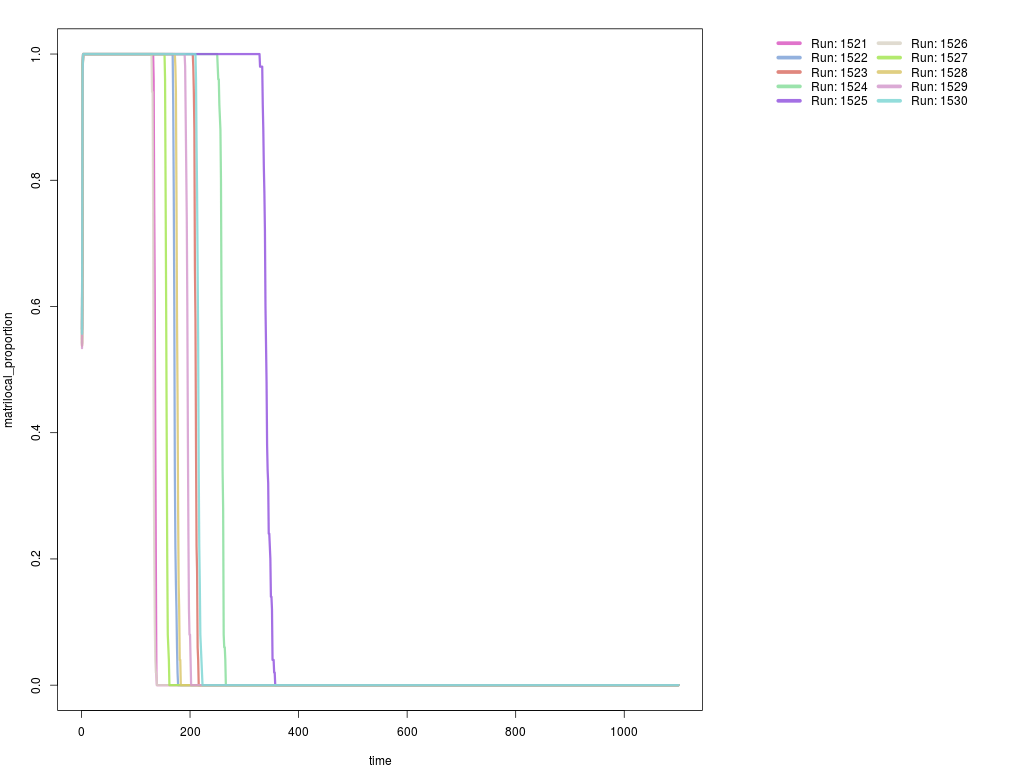 Run: 1521 Run: 1526
Run: 1522 Run: 1527
Run: 1523 Run: 1528
Run: 1524 Run: 1529
Run: 1525 Run: 1530
1.0
0.8
0.6
0.4
0.2
0.0
matrilocal_proportion
0 200 400 600 800 1000
time